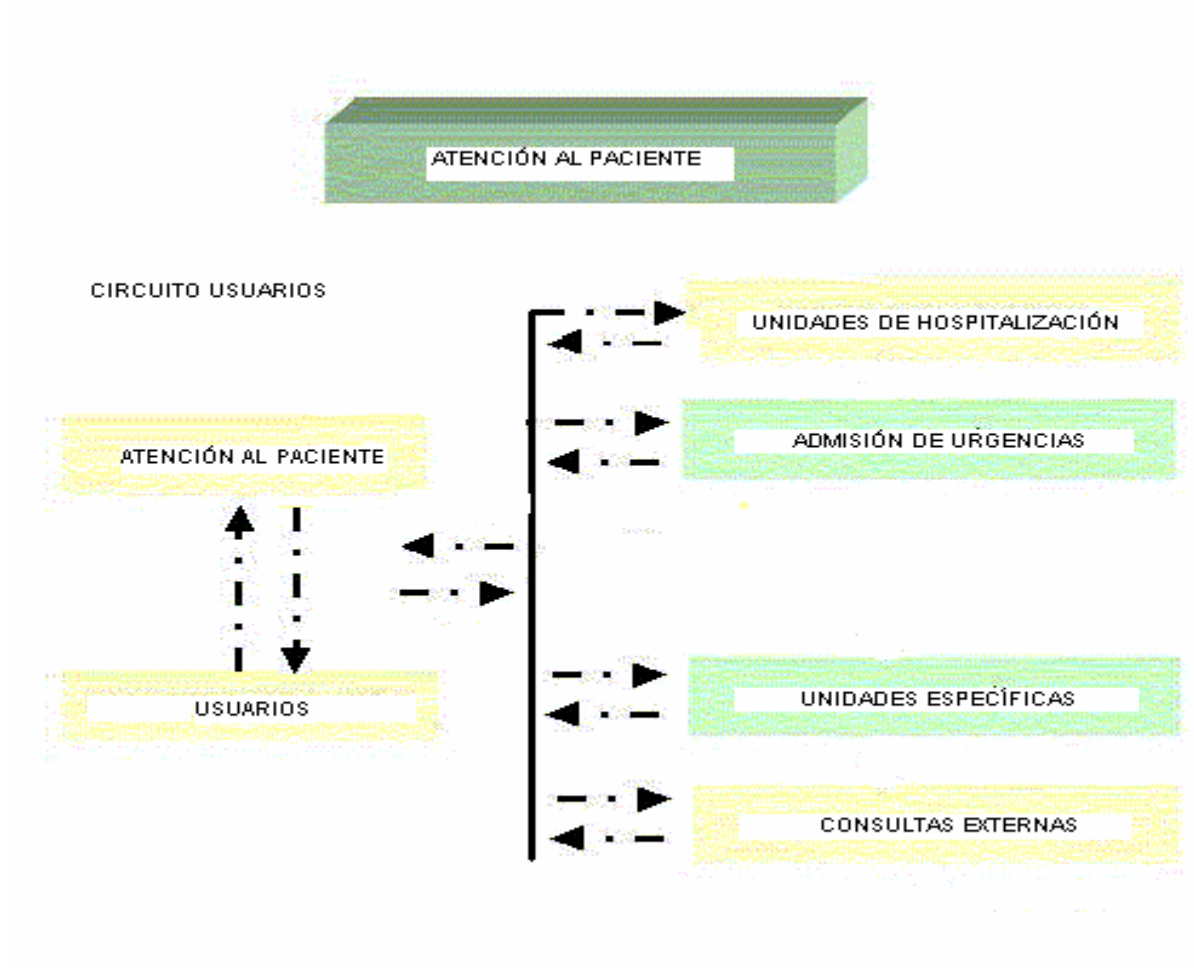 ATENCIÓN AL PACIENTE
CIRCUITO USUARIOS
UNIDADES DE HOSPITALIZACIÓN
ADMISIÓN DE URGENCIAS
ATENCIÓN AL PACIENTE
USUARIOS
UNIDADES ESPECÍFICAS
CONSULTAS EXTERNAS